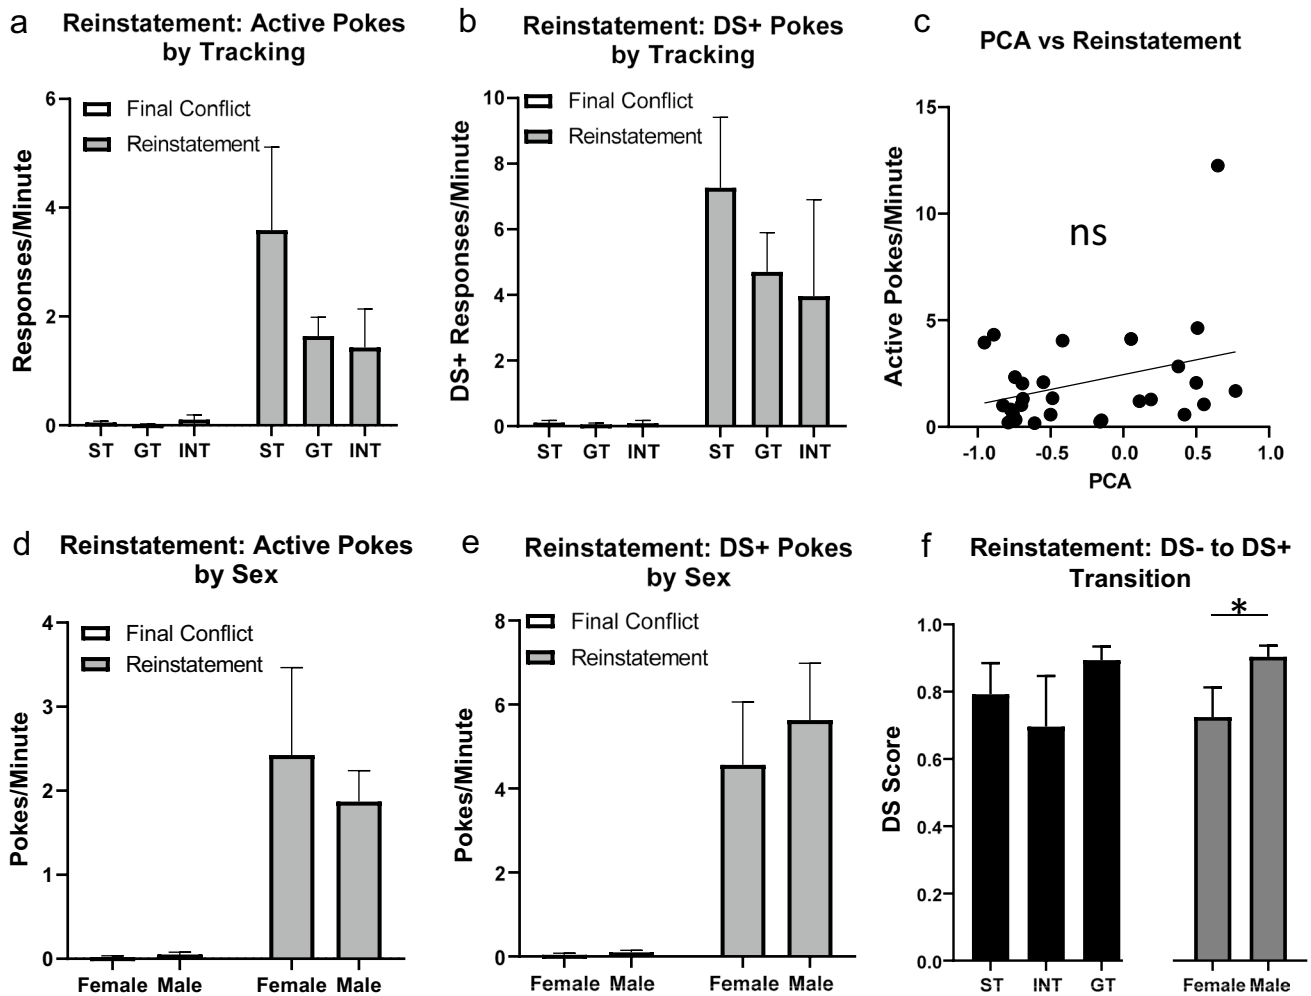 a
Reinstatement: Active Pokes
by Tracking
Final Conflict
Reinstatement
Responses/Minute
6
4
2
0
ST GT INT ST GT INT
b
Reinstatement: DS+ Pokes
by Tracking
Final Conflict
Reinstatement
DS+ Responses/Minute
10
8
6
4
2
0
ST GT INT ST GT INT
c
PCA vs Reinstatement
Active Pokes/Minute
15
10
5
0
ns
-1.0 -0.5 0.0 0.5 1.0
PCA
d
Reinstatement: Active Pokes
by Sex
Final Conflict
Reinstatement
Pokes/Minute
4
3
2
1
0
Female Male Female Male
e
Reinstatement: DS+ Pokes
by Sex
Final Conflict
Reinstatement
Pokes/Minute
8
6
4
2
0
Female Male Female Male
f
Reinstatement: DS- to DS+
Transition
*
DS Score
1.0
0.8
0.6
0.4
0.2
0.0
ST INT GT Female Male